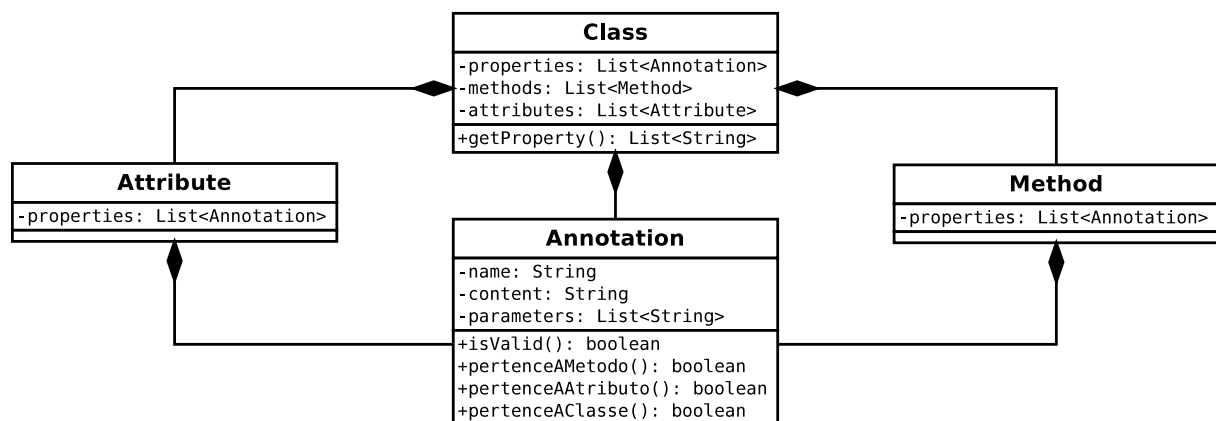 Class
-properties: List<Annotation>
-methods: List<Method>
-attributes: List<Attribute>
+getProperty(): List<String>
Attribute
-properties: List<Annotation>
Method
-properties: List<Annotation>
Annotation
-name: String
-content: String
-parameters: List<String>
+isValid(): boolean
+pertenceAMetodo(): boolean
+pertenceAAtributo(): boolean
+pertenceAClasse(): boolean